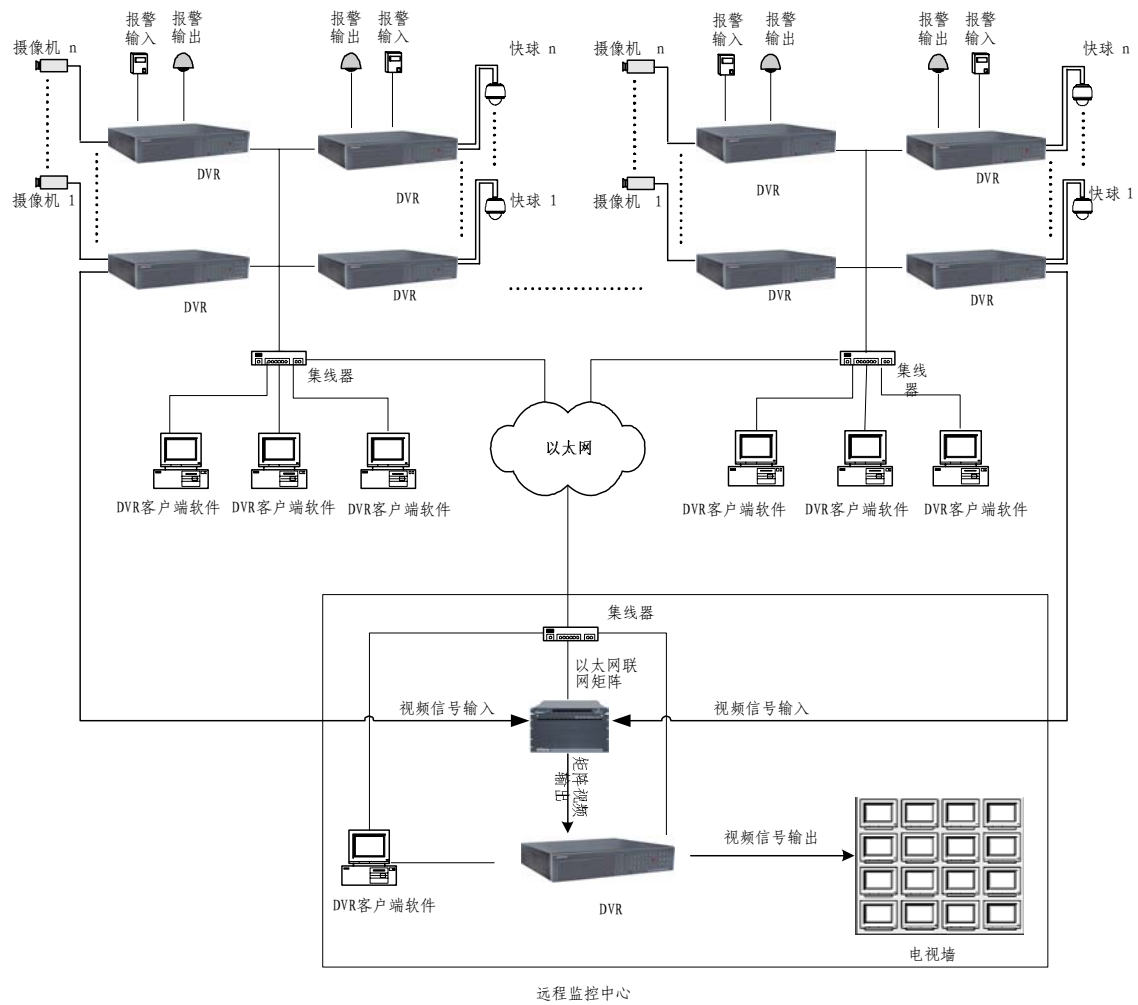 报警
输入
报警
输出
报警
输出
报警
输入
摄像机 n
快球 n
DVR
DVR
摄像机 1
快球 1
DVR
DVR
报警
输入
报警
输出
报警
输出
报警
输入
摄像机 n
快球 n
DVR
DVR
摄像机 1
快球 1
DVR
DVR
集线器
集线
器
以太网
DVR客户端软件
DVR客户端软件
DVR客户端软件
DVR客户端软件
DVR客户端软件
DVR客户端软件
集线器
以太网联
网矩阵
视频信号输入
视频信号输入
矩阵视频
输出
视频信号输出
DVR客户端软件
DVR
电视墙
远程监控中心